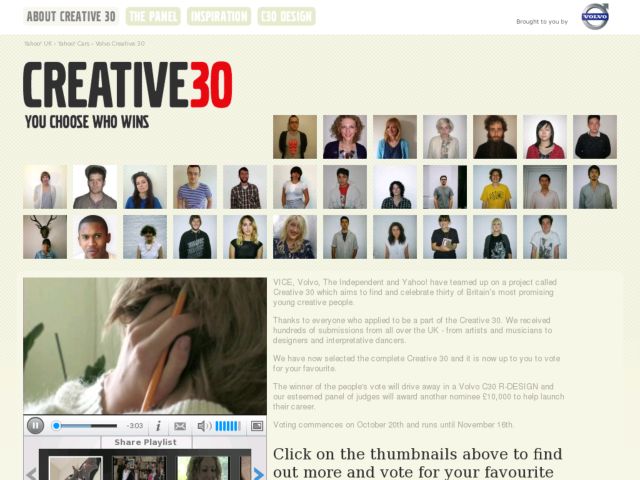 ABOUT CREATIVE 30 THE PANEL INSPIRATION C30 DESIGN
Brought to you by VOLVO
Yahoo! UK › Yahoo! Cars › Volvo Creative 30
CREATIVE30
YOU CHOOSE WHO WINS
VICE, Volvo, The Independent and Yahoo! have teamed up on a project called
Creative 30 which aims to find and celebrate thirty of Britain's most promising
young creative people.
Thanks to everyone who applied to be a part of the Creative 30. We received
hundreds of submissions from all over the UK - from artists and musicians to
designers and interpretative dancers.
We have now selected the complete Creative 30 and it is now up to you to vote
for your favourite.
The winner of the people's vote will drive away in a Volvo C30 R-DESIGN and
our esteemed panel of judges will award another nominee £10,000 to help launch
their career.
Voting commences on October 20th and runs until November 16th.
-3:03
Share Playlist
Click on the thumbnails above to find
out more and vote for your favourite